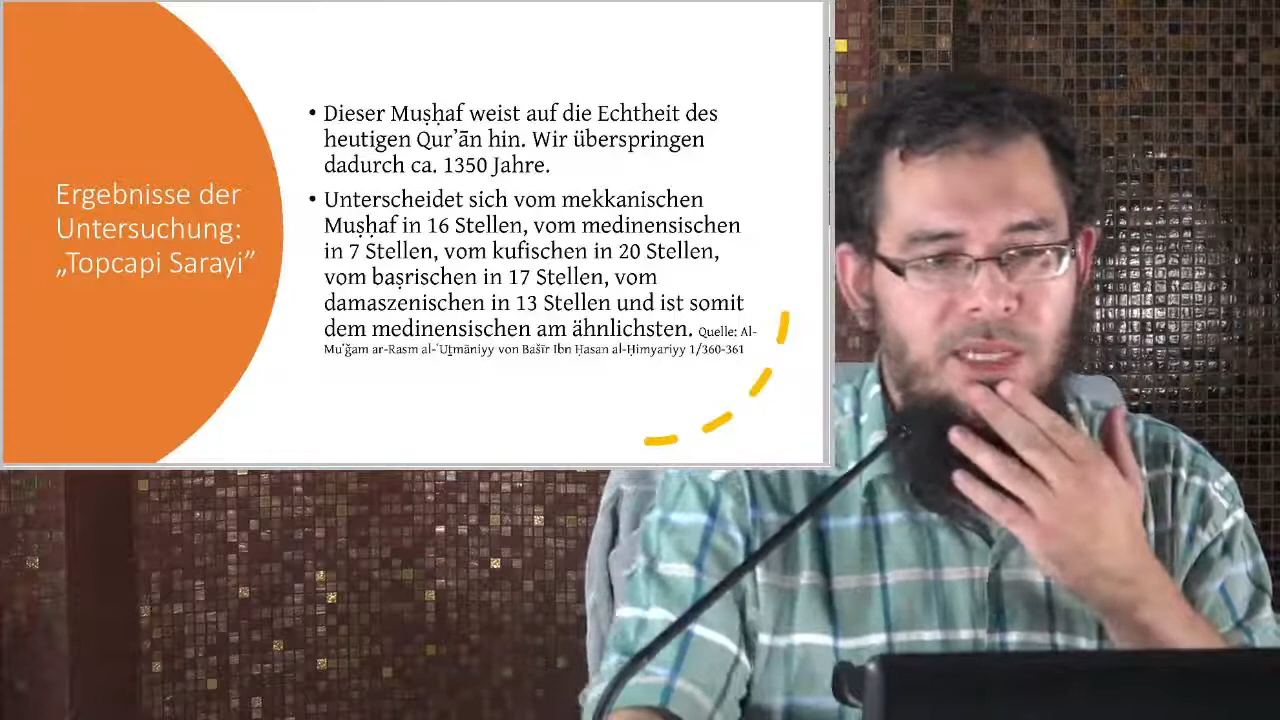 Ergebnisse der
Untersuchung:
„Topcapi Sarayi”
• Dieser Muṣḥaf weist auf die Echtheit des
heutigen Qur’ān hin. Wir überspringen
dadurch ca. 1350 Jahre.
• Unterscheidet sich vom mekkanischen
Muṣḥaf in 16 Stellen, vom medinensischen
in 7 Stellen, vom kufischen in 20 Stellen,
vom baṣrischen in 17 Stellen, vom
damaszenischen in 13 Stellen und ist somit
dem medinensischen am ähnlichsten. Quelle: Al-
Mu‘ǧam ar-Rasm al-‘Uṯmāniyy von Bašīr Ibn Ḥasan al-Ḥimyariyy 1/360-361